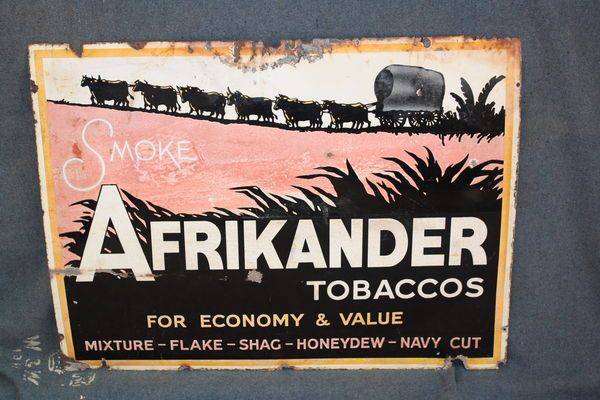 SMOKE
AFRIKANDER
TOBACCOS
FOR ECONOMY & VALUE
MIXTURE – FLAKE – SHAG – HONEYDEW – NAVY CUT